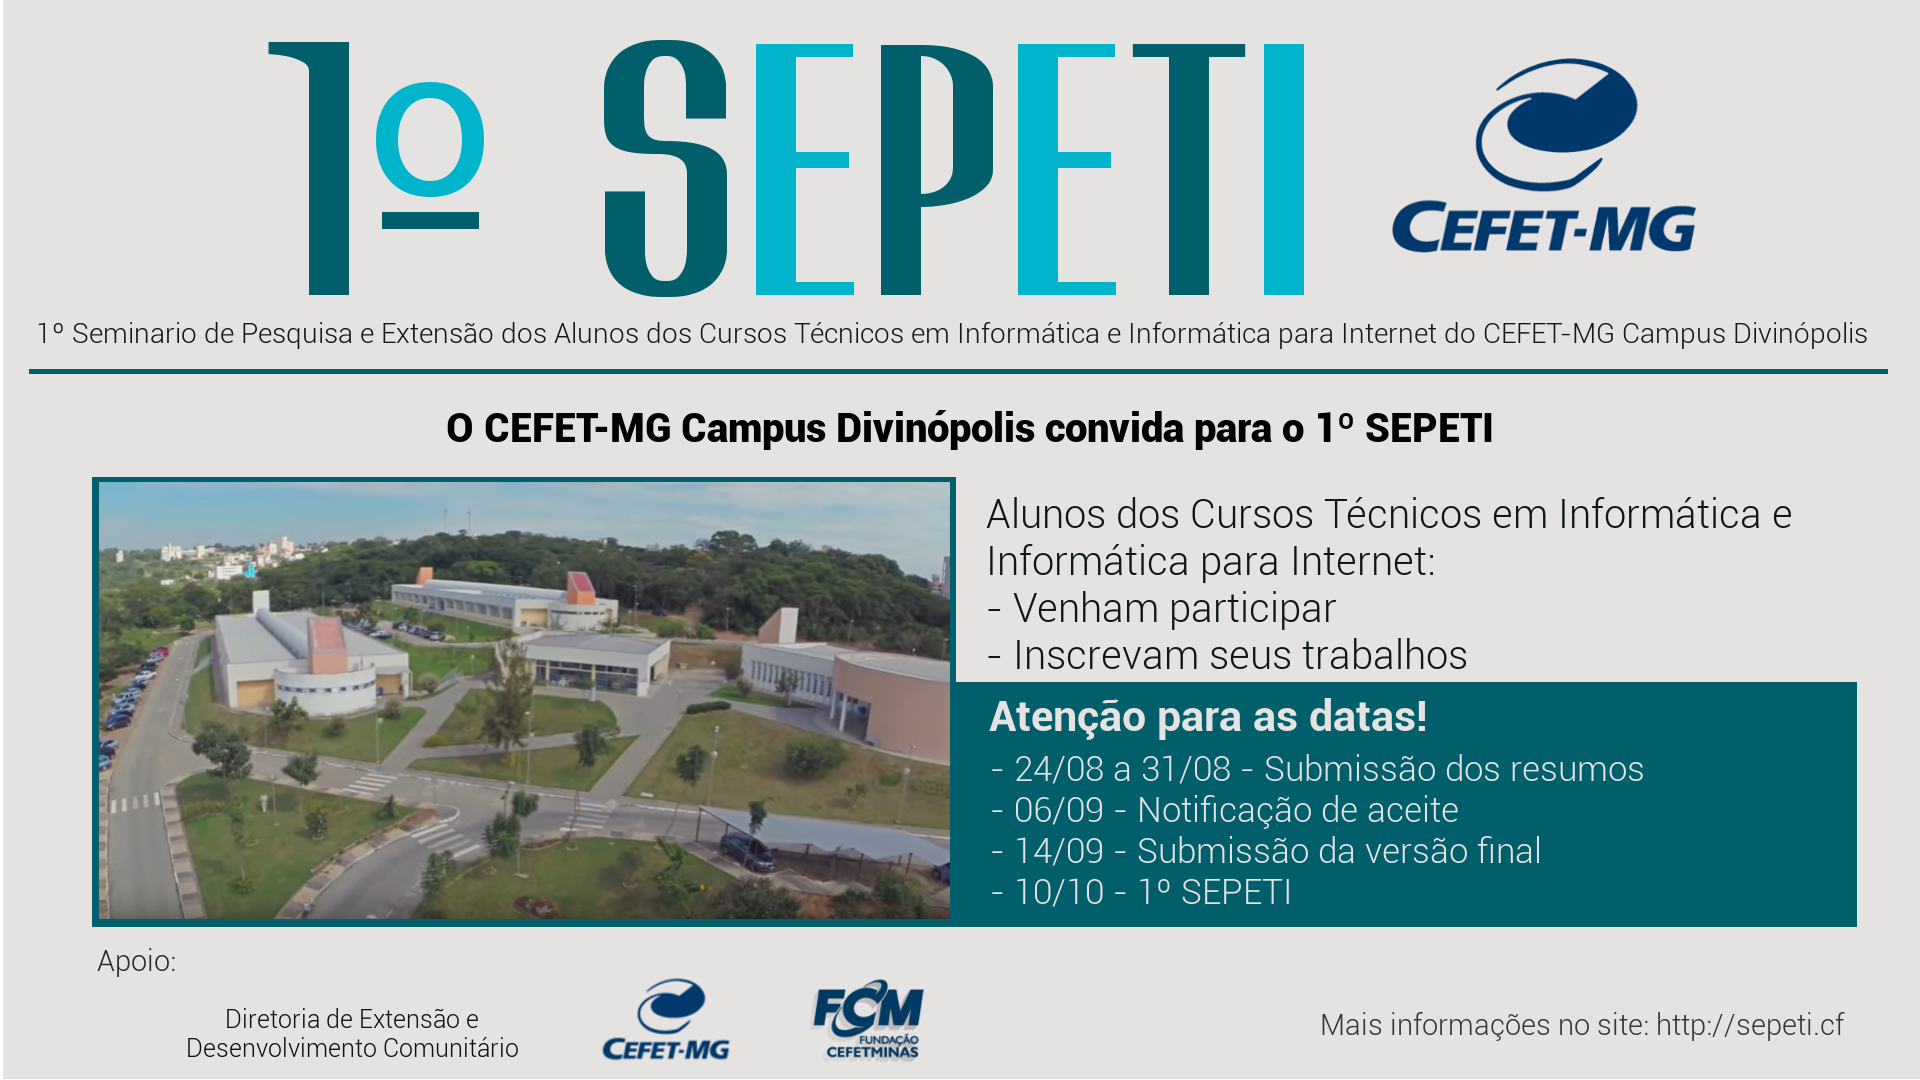 1º SEPETI
CEFET-MG
1º Seminario de Pesquisa e Extensão dos Alunos dos Cursos Técnicos em Informática e Informática para Internet do CEFET-MG Campus Divinópolis
O CEFET-MG Campus Divinópolis convida para o 1º SEPETI
Alunos dos Cursos Técnicos em Informática e
Informática para Internet:
- Venham participar
- Inscrevam seus trabalhos
Atenção para as datas!
- 24/08 a 31/08 - Submissão dos resumos
- 06/09 - Notificação de aceite
- 14/09 - Submissão da versão final
- 10/10 - 1º SEPETI
Apoio:
Diretoria de Extensão e
Desenvolvimento Comunitário
CEFET-MG
FCM
FUNDAÇÃO
CEFETMINAS
Mais informações no site: http://sepeti.cf